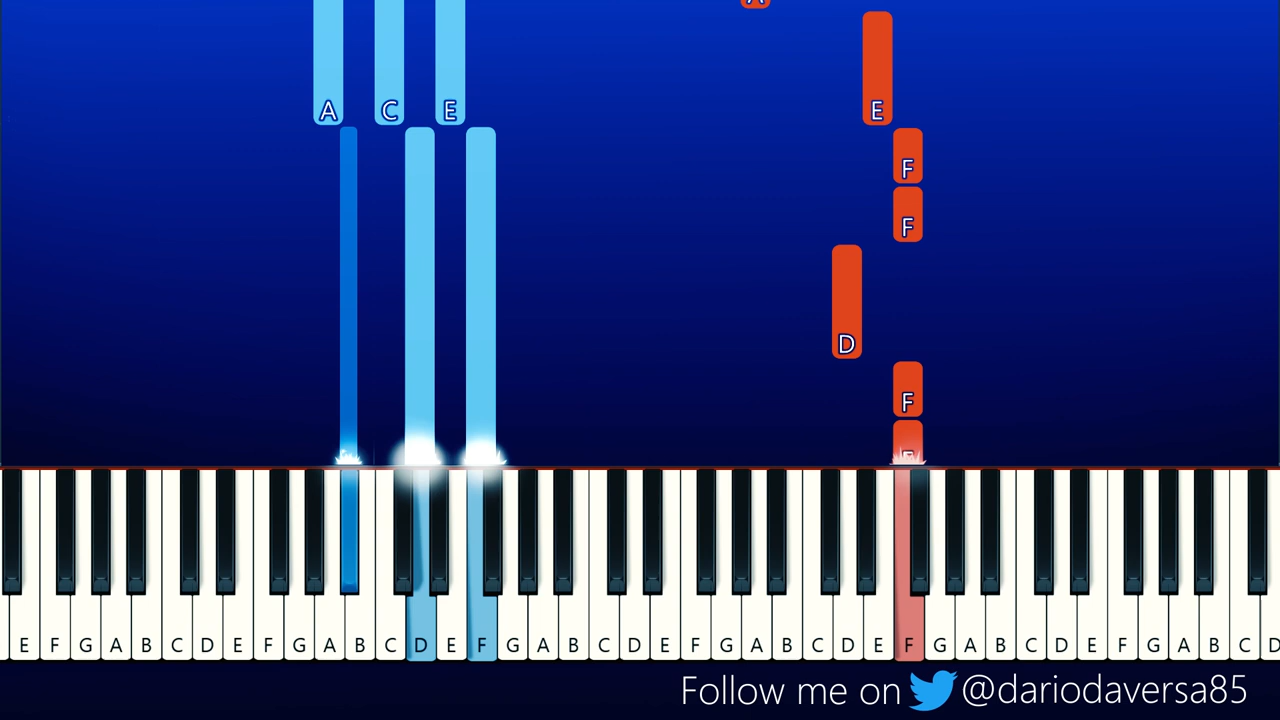 A
A C E E
F
F
D
F
E F G A B C D E F G A B C D E F G A B C D E F G A B C D E F G A B C D E F G A B C D
Follow me on @dariodaversa85